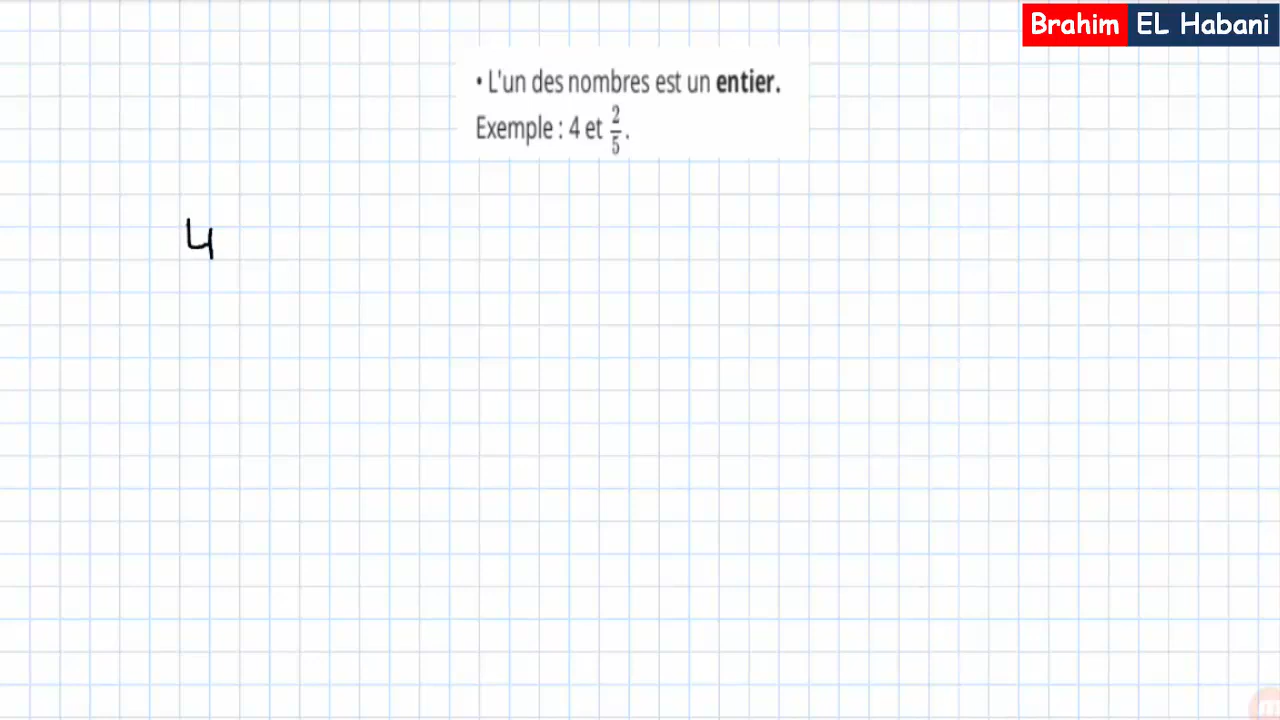 Brahim EL Habani
• L'un des nombres est un entier.
Exemple : 4 et 2/5.
4